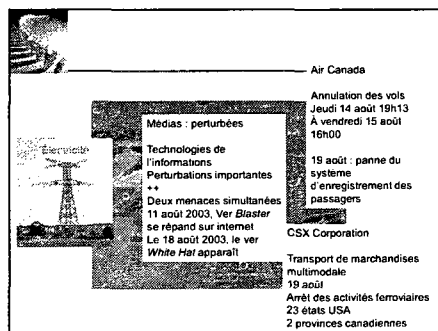 Air Canada
Annulation des vols
Jeudi 14 août 19h13
À vendredi 15 août
16h00
19 août : panne du
système
d'enregistrement des
passagers
Électricité
Médias : perturbées
Technologies de
l'informations
Perturbations importantes
++
Deux menaces simultanées
11 août 2003, Ver Blaster
se répand sur internet
Le 18 août 2003, le ver
White Hat apparaît
CSX Corporation
Transport de marchandises
multimodale
19 août
Arrêt des activités ferroviaires
23 états USA
2 provinces canadiennes